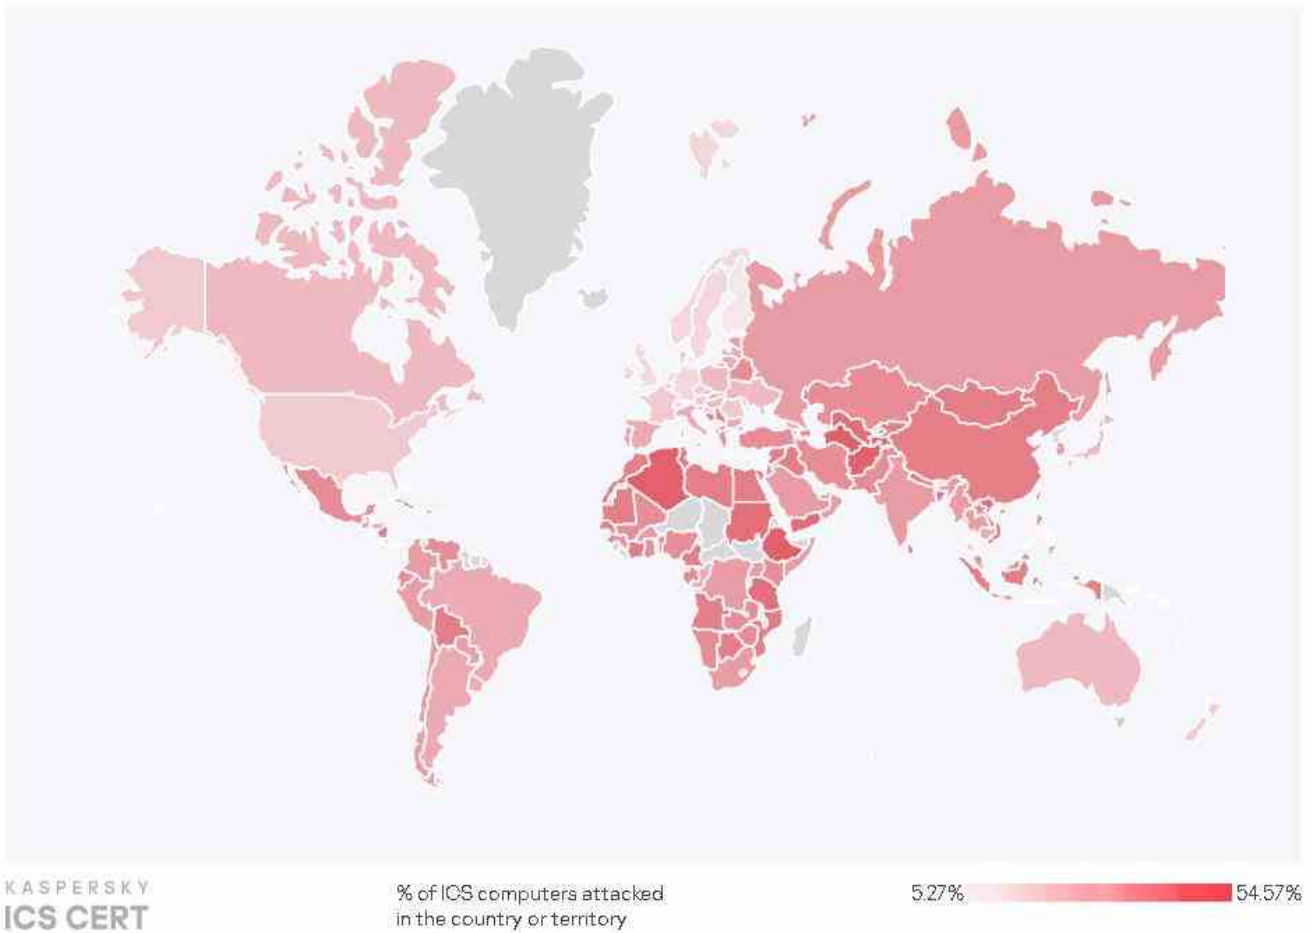 KASPERSKY
ICS CERT
% of ICS computers attacked
in the country or territory
5.27%
54.57%